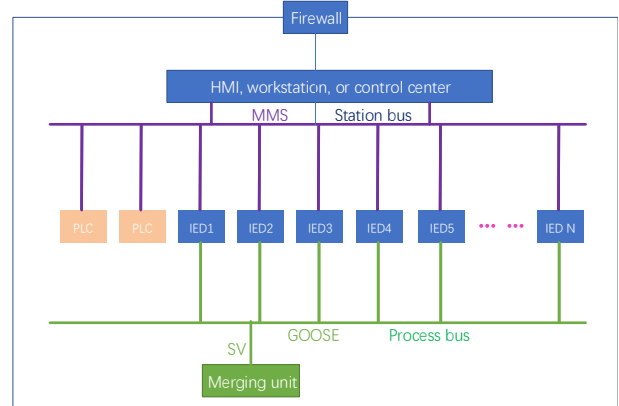 Firewall
HMI, workstation, or control center
MMS Station bus
PLC PLC IED1 IED2 IED3 IED4 IED5 ... ... IED N
GOOSE Process bus
SV
Merging unit